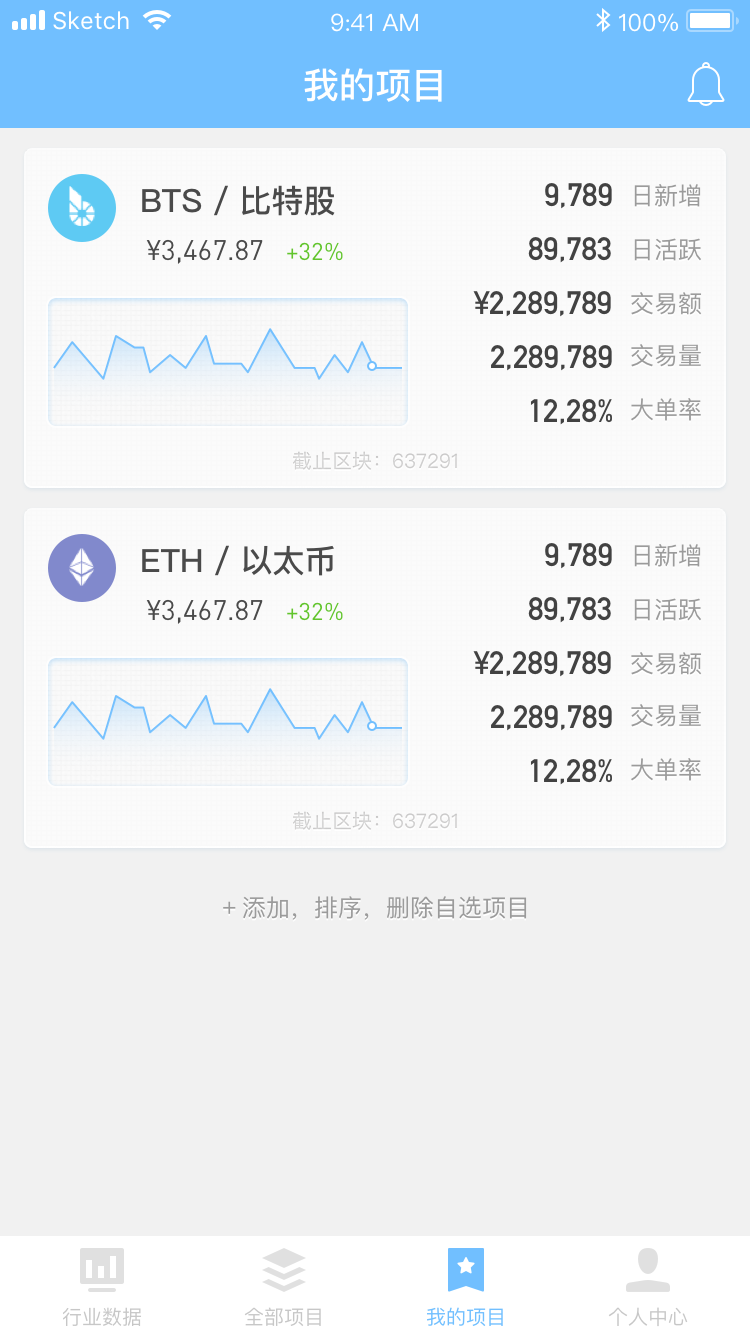 Sketch 9:41 AM 100%
我的项目
BTS / 比特股
¥3,467.87 +32%
9,789 日新增
89,783 日活跃
¥2,289,789 交易额
2,289,789 交易量
12,28% 大单率
截止区块：637291
ETH / 以太币
¥3,467.87 +32%
9,789 日新增
89,783 日活跃
¥2,289,789 交易额
2,289,789 交易量
12,28% 大单率
截止区块：637291
+ 添加，排序，删除自选项目
行业数据 全部项目 我的项目 个人中心